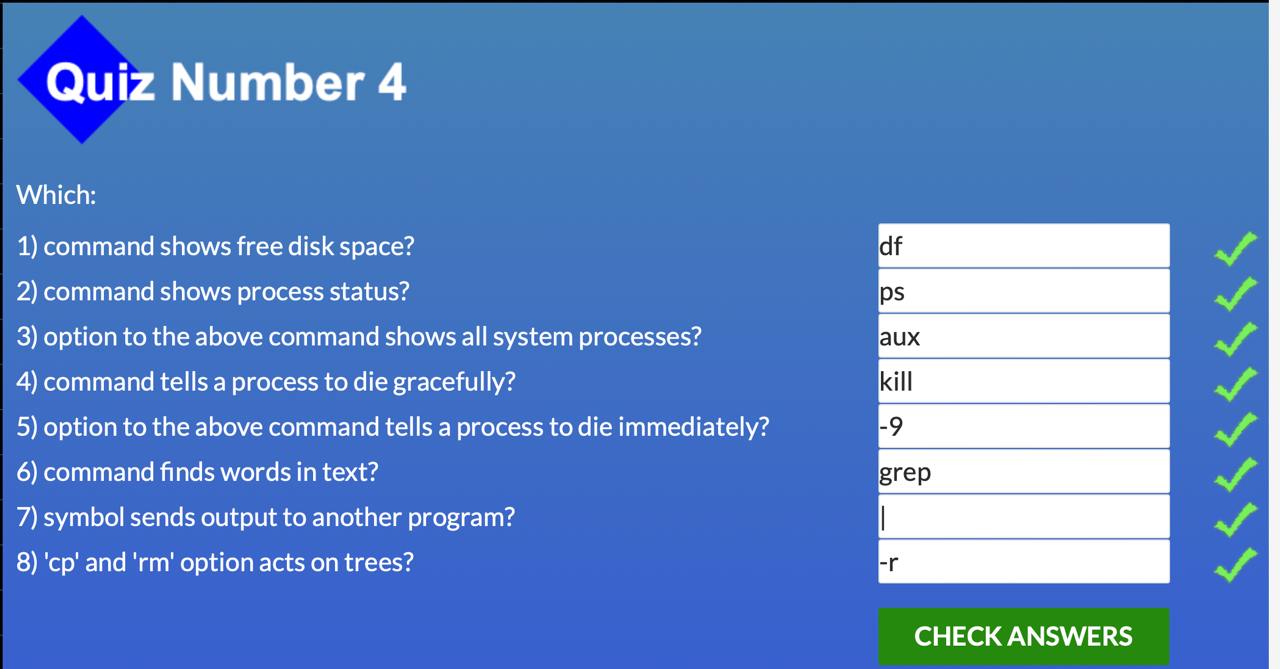 Quiz Number 4
Which:
1) command shows free disk space? df
2) command shows process status? ps
3) option to the above command shows all system processes? aux
4) command tells a process to die gracefully? kill
5) option to the above command tells a process to die immediately? -9
6) command finds words in text? grep
7) symbol sends output to another program? |
8) 'cp' and 'rm' option acts on trees? -r
CHECK ANSWERS